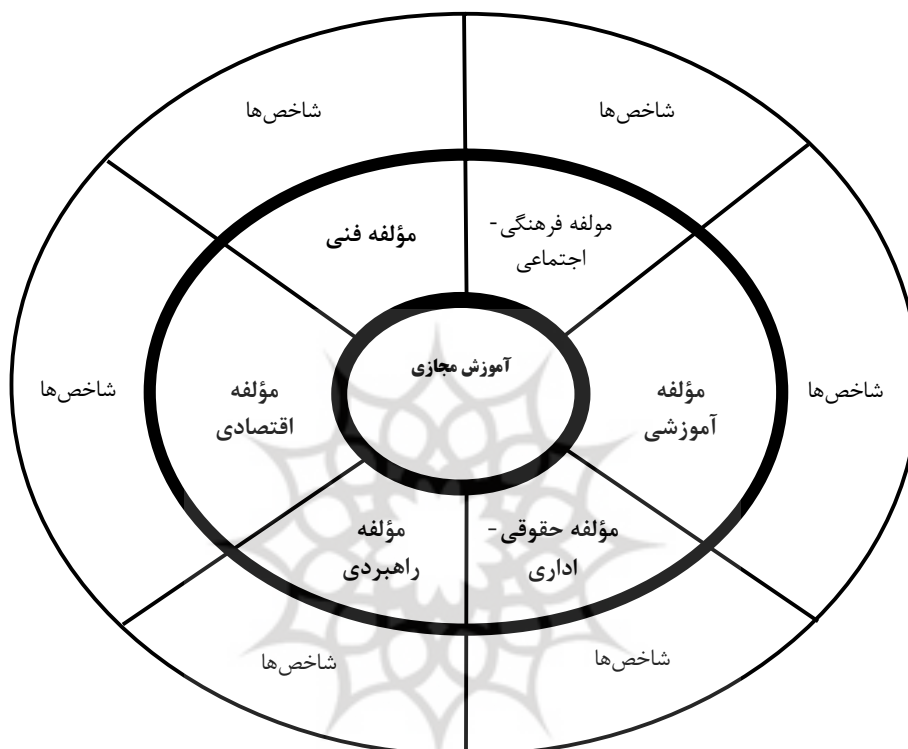 شاخص‌ها
شاخص‌ها
مولفه فرهنگی-
اجتماعی
مؤلفه فنی
آموزش مجازی
شاخص‌ها
مؤلفه
آموزشی
مؤلفه
اقتصادی
شاخص‌ها
مؤلفه حقوقی-
اداری
مؤلفه
راهبردی
شاخص‌ها
شاخص‌ها